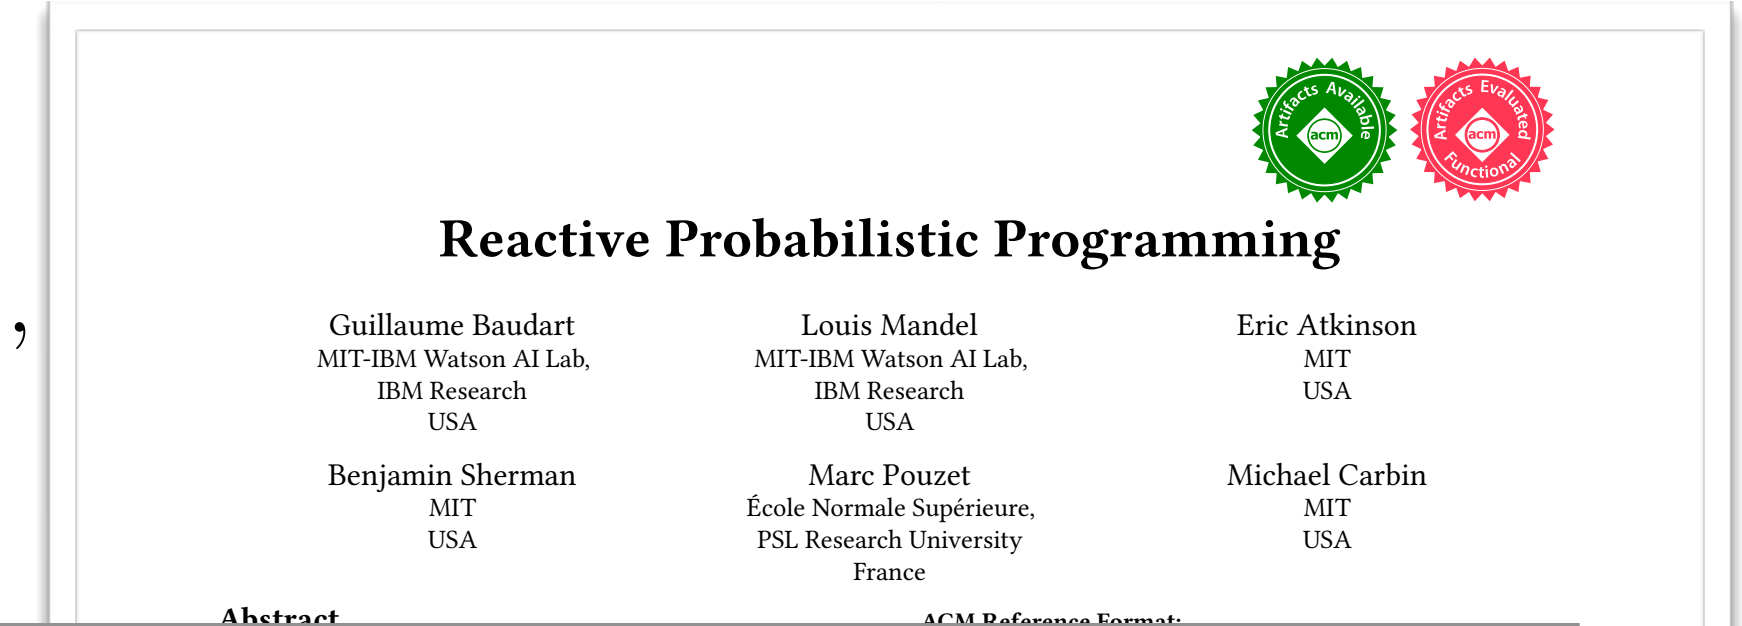 Artifacts Available
acm
Artifacts Evaluated
acm
Functional
Reactive Probabilistic Programming
,
Guillaume Baudart
MIT-IBM Watson AI Lab,
IBM Research
USA
Louis Mandel
MIT-IBM Watson AI Lab,
IBM Research
USA
Eric Atkinson
MIT
USA
Benjamin Sherman
MIT
USA
Marc Pouzet
École Normale Supérieure,
PSL Research University
France
Michael Carbin
MIT
USA
Abstract
ACM Reference Format: